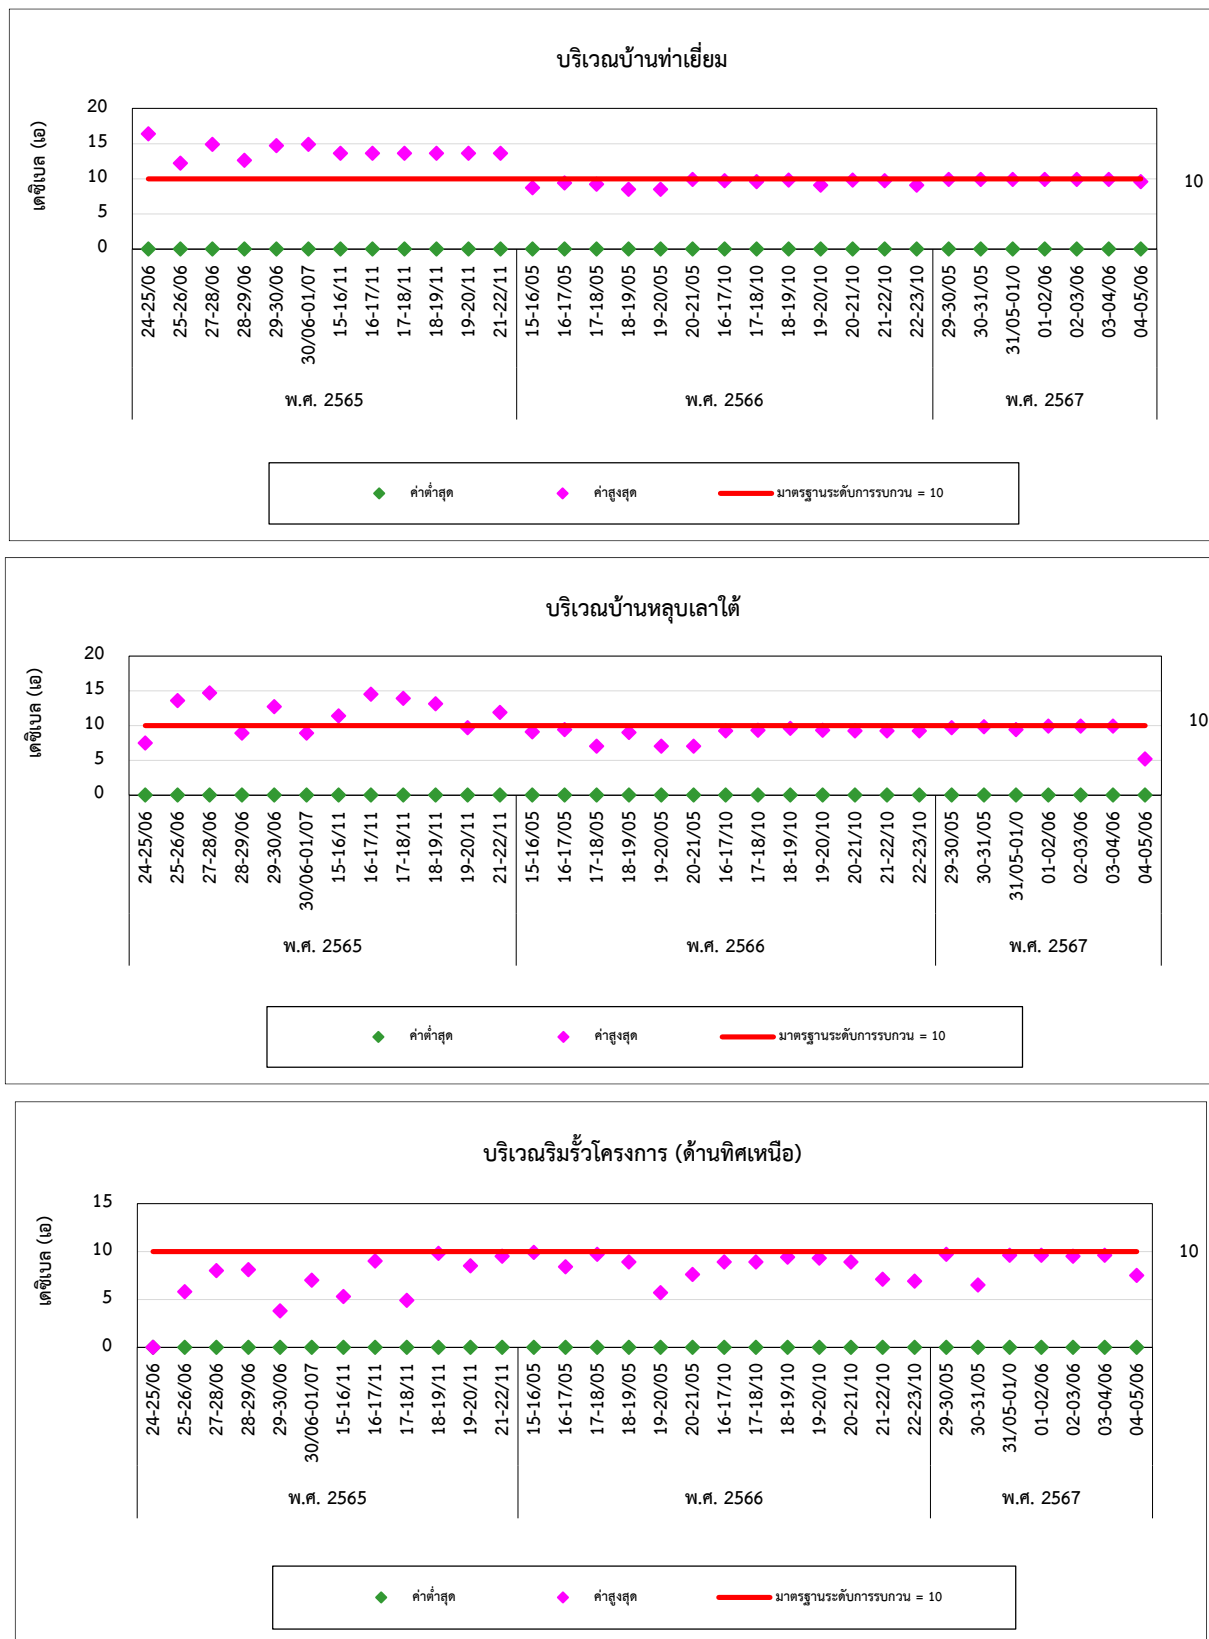 บริเวณบ้านท่าเยี่ยม
เดซิเบล (เอ)
20
15
10
5
0
10
24-25/06 25-26/06 27-28/06 28-29/06 29-30/06 30/06-01/07 15-16/11 16-17/11 17-18/11 18-19/11 19-20/11 21-22/11 15-16/05 16-17/05 17-18/05 18-19/05 19-20/05 20-21/05 16-17/10 17-18/10 18-19/10 19-20/10 20-21/10 21-22/10 22-23/10 29-30/05 30-31/05 31/05-01/0 01-02/06 02-03/06 03-04/06 04-05/06
พ.ศ. 2565 พ.ศ. 2566 พ.ศ. 2567
ค่าต่ำสุด ค่าสูงสุด มาตรฐานระดับการรบกวน = 10
บริเวณบ้านหลุบเลาใต้
เดซิเบล (เอ)
20
15
10
5
0
10
24-25/06 25-26/06 27-28/06 28-29/06 29-30/06 30/06-01/07 15-16/11 16-17/11 17-18/11 18-19/11 19-20/11 21-22/11 15-16/05 16-17/05 17-18/05 18-19/05 19-20/05 20-21/05 16-17/10 17-18/10 18-19/10 19-20/10 20-21/10 21-22/10 22-23/10 29-30/05 30-31/05 31/05-01/0 01-02/06 02-03/06 03-04/06 04-05/06
พ.ศ. 2565 พ.ศ. 2566 พ.ศ. 2567
ค่าต่ำสุด ค่าสูงสุด มาตรฐานระดับการรบกวน = 10
บริเวณริมรั้วโครงการ (ด้านทิศเหนือ)
เดซิเบล (เอ)
15
10
5
0
10
24-25/06 25-26/06 27-28/06 28-29/06 29-30/06 30/06-01/07 15-16/11 16-17/11 17-18/11 18-19/11 19-20/11 21-22/11 15-16/05 16-17/05 17-18/05 18-19/05 19-20/05 20-21/05 16-17/10 17-18/10 18-19/10 19-20/10 20-21/10 21-22/10 22-23/10 29-30/05 30-31/05 31/05-01/0 01-02/06 02-03/06 03-04/06 04-05/06
พ.ศ. 2565 พ.ศ. 2566 พ.ศ. 2567
ค่าต่ำสุด ค่าสูงสุด มาตรฐานระดับการรบกวน = 10